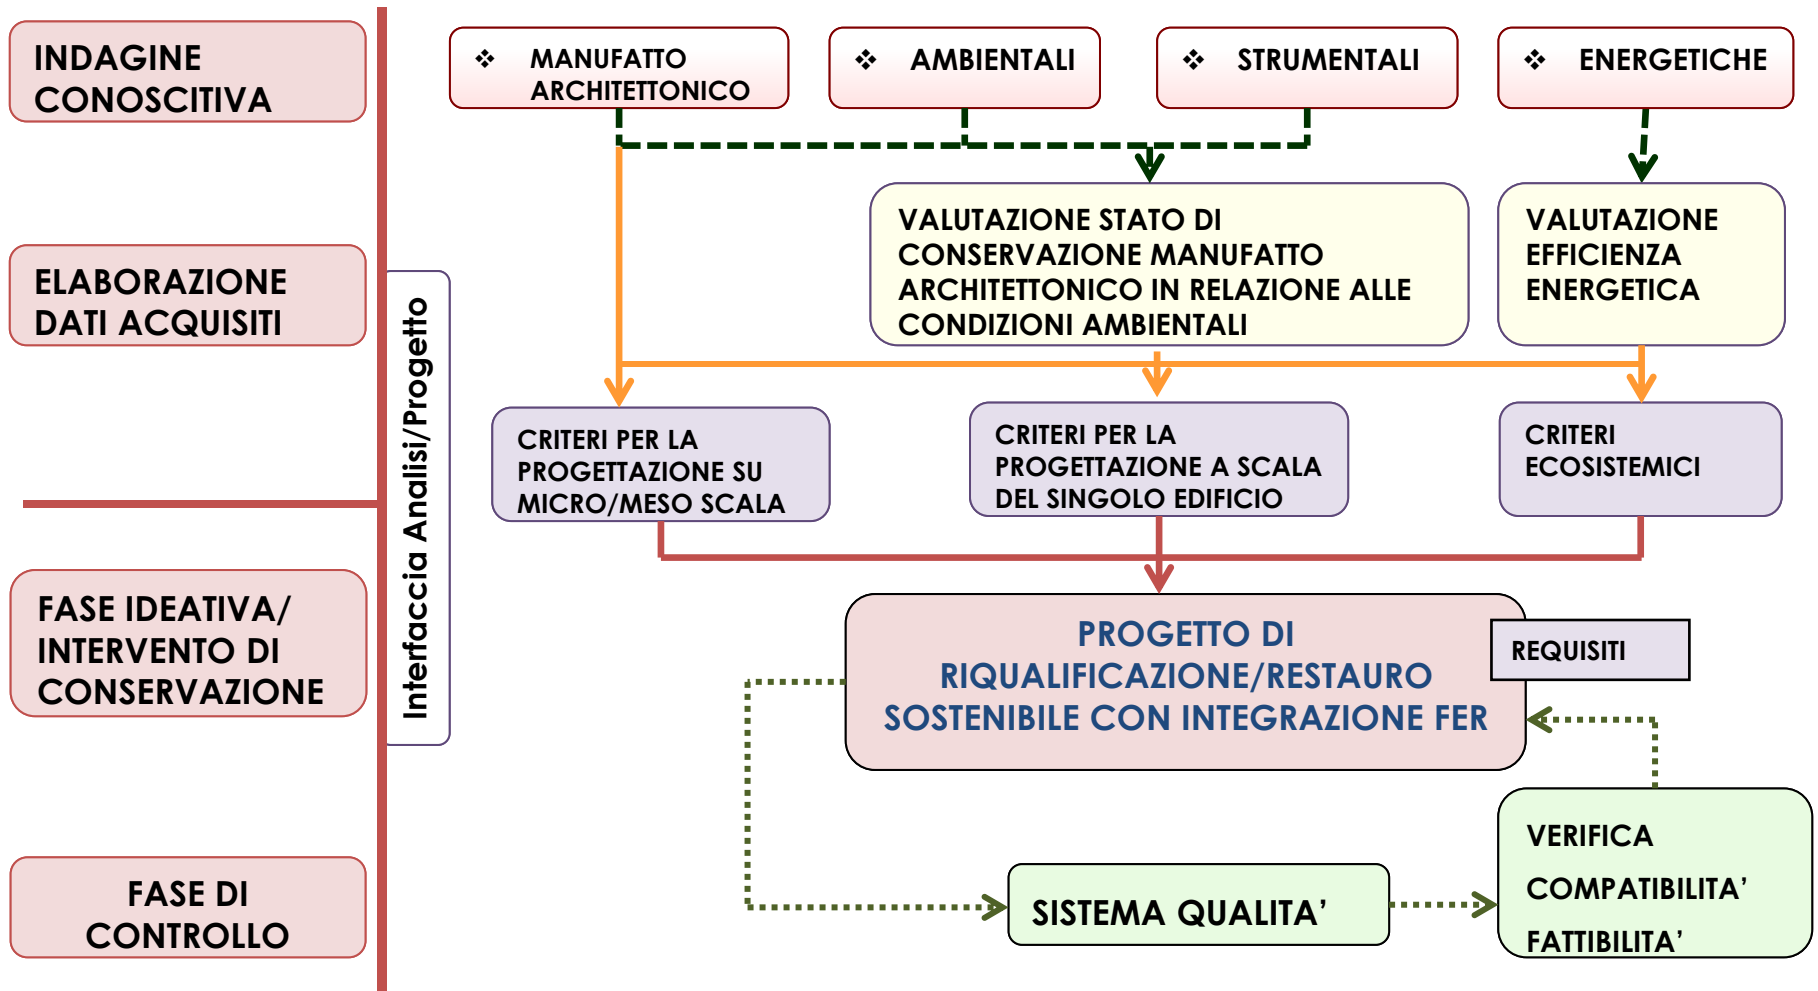 INDAGINE
CONOSCITIVA
❖ MANUFATTO
ARCHITETTONICO
❖ AMBIENTALI
❖ STRUMENTALI
❖ ENERGETICHE
ELABORAZIONE
DATI ACQUISITI
VALUTAZIONE STATO DI
CONSERVAZIONE MANUFATTO
ARCHITETTONICO IN RELAZIONE ALLE
CONDIZIONI AMBIENTALI
VALUTAZIONE
EFFICIENZA
ENERGETICA
Interfaccia Analisi/Progetto
CRITERI PER LA
PROGETTAZIONE SU
MICRO/MESO SCALA
CRITERI PER LA
PROGETTAZIONE A SCALA
DEL SINGOLO EDIFICIO
CRITERI
ECOSISTEMICI
FASE IDEATIVA/
INTERVENTO DI
CONSERVAZIONE
PROGETTO DI
RIQUALIFICAZIONE/RESTAURO
SOSTENIBILE CON INTEGRAZIONE FER
REQUISITI
FASE DI
CONTROLLO
SISTEMA QUALITA’
VERIFICA
COMPATIBILITA’
FATTIBILITA’